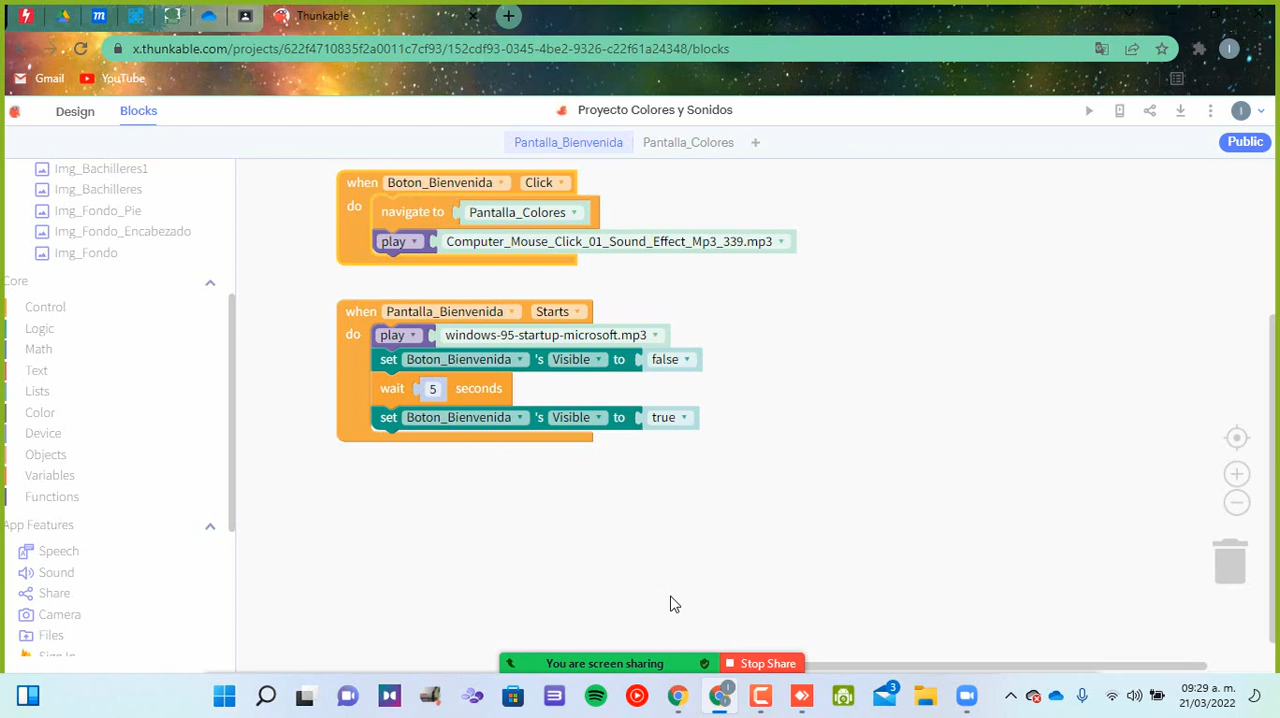 Thunkable
x.thunkable.com/projects/622f4710835f2a0011c7cf93/152cdf93-0345-4be2-9326-c22f61a24348/blocks
I
Gmail YouTube
Design Blocks Proyecto Colores y Sonidos I
Pantalla_Bienvenida Pantalla_Colores + Public
Img_Bachilleres1
Img_Bachilleres
Img_Fondo_Pie
Img_Fondo_Encabezado
Img_Fondo
Core
Control
Logic
Math
Text
Lists
Color
Device
Objects
Variables
Functions
App Features
Speech
Sound
Share
Camera
Files
Sign In
when Boton_Bienvenida Click
do navigate to Pantalla_Colores
play Computer_Mouse_Click_01_Sound_Effect_Mp3_339.mp3
when Pantalla_Bienvenida Starts
do play windows-95-startup-microsoft.mp3
set Boton_Bienvenida 's Visible to false
wait 5 seconds
set Boton_Bienvenida 's Visible to true
You are screen sharing Stop Share
3
09:29 a. m.
21/03/2022